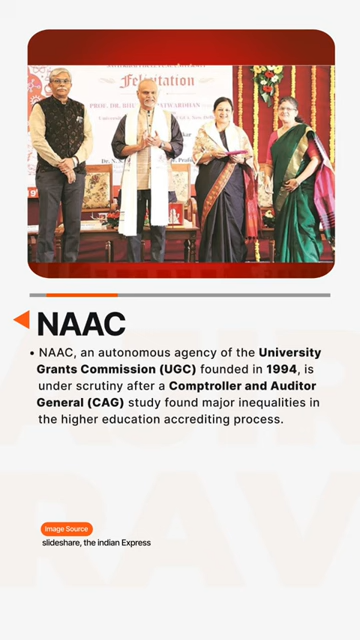 Felicitation
NAAC
• NAAC, an autonomous agency of the University
Grants Commission (UGC) founded in 1994, is
under scrutiny after a Comptroller and Auditor
General (CAG) study found major inequalities in
the higher education accrediting process.
Image Source
slideshare, the indian Express